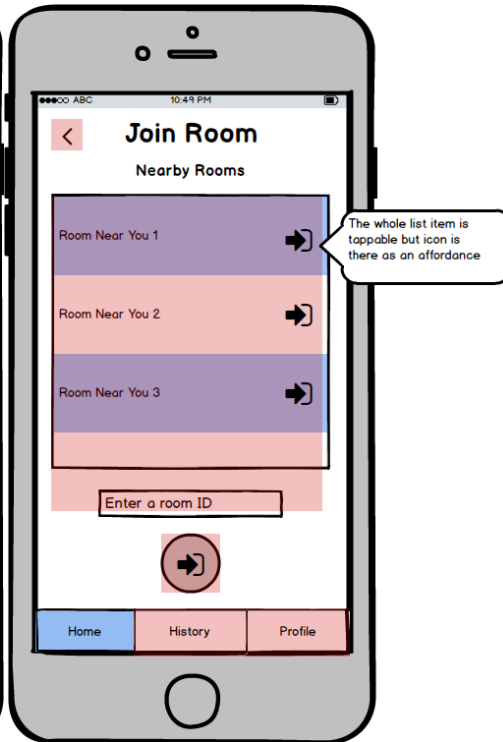 ABC 10:49 PM
Join Room
Nearby Rooms
Room Near You 1
The whole list item is
tappable but icon is
there as an affordance
Room Near You 2
Room Near You 3
Enter a room ID
Home History Profile